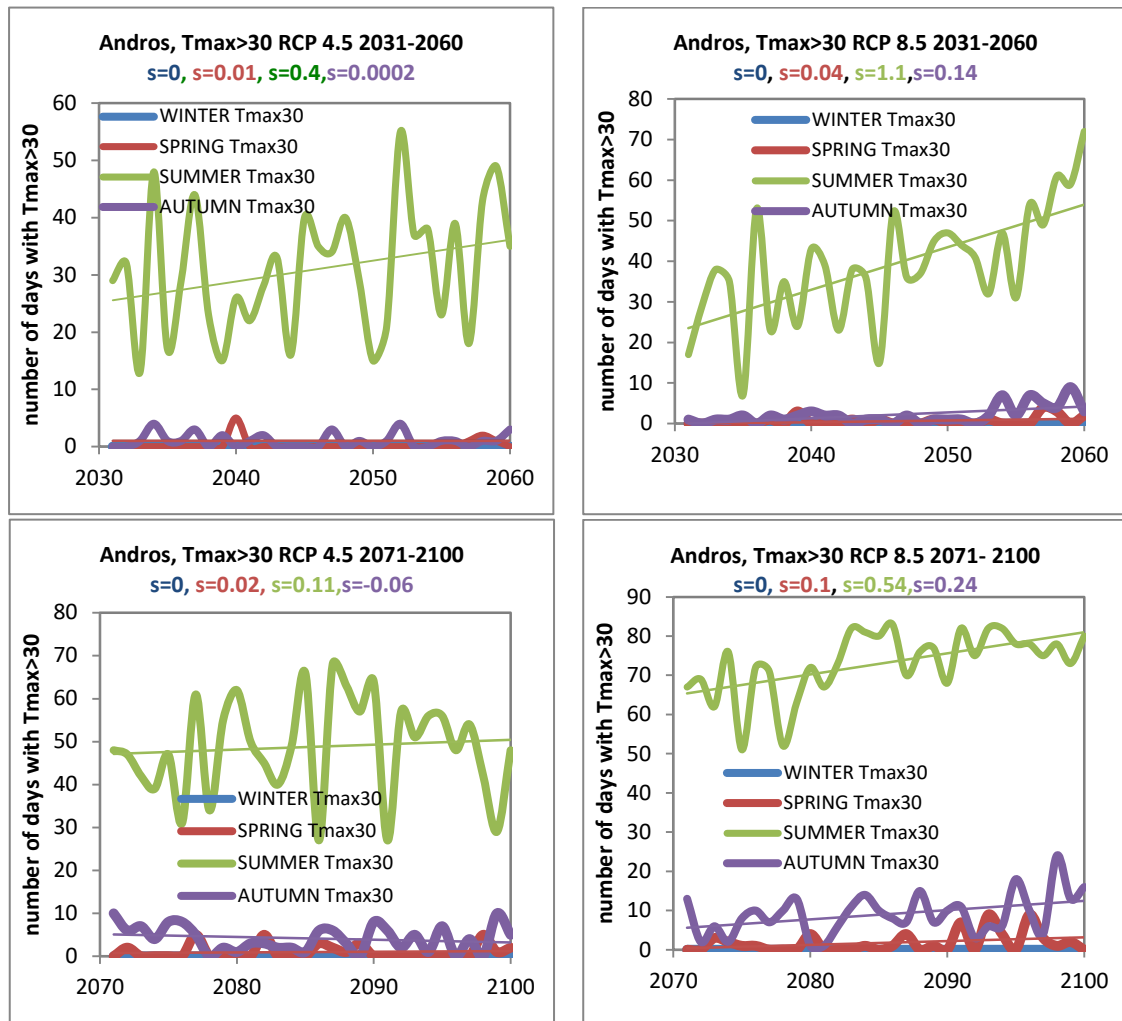 Andros, Tmax>30 RCP 4.5 2031-2060
s=0, s=0.01, s=0.4,s=0.0002
number of days with Tmax>30
60
50
40
30
20
10
0
WINTER Tmax30
SPRING Tmax30
SUMMER Tmax30
AUTUMN Tmax30
2030 2040 2050 2060
Andros, Tmax>30 RCP 8.5 2031-2060
s=0, s=0.04, s=1.1,s=0.14
number of days with Tmax>30
80
70
60
50
40
30
20
10
0
WINTER Tmax30
SPRING Tmax30
SUMMER Tmax30
AUTUMN Tmax30
2030 2040 2050 2060
Andros, Tmax>30 RCP 4.5 2071-2100
s=0, s=0.02, s=0.11,s=-0.06
number of days with Tmax>30
80
70
60
50
40
30
20
10
0
WINTER Tmax30
SPRING Tmax30
SUMMER Tmax30
AUTUMN Tmax30
2070 2080 2090 2100
Andros, Tmax>30 RCP 8.5 2071- 2100
s=0, s=0.1, s=0.54,s=0.24
number of days with Tmax>30
90
80
70
60
50
40
30
20
10
0
WINTER Tmax30
SPRING Tmax30
SUMMER Tmax30
AUTUMN Tmax30
2070 2080 2090 2100